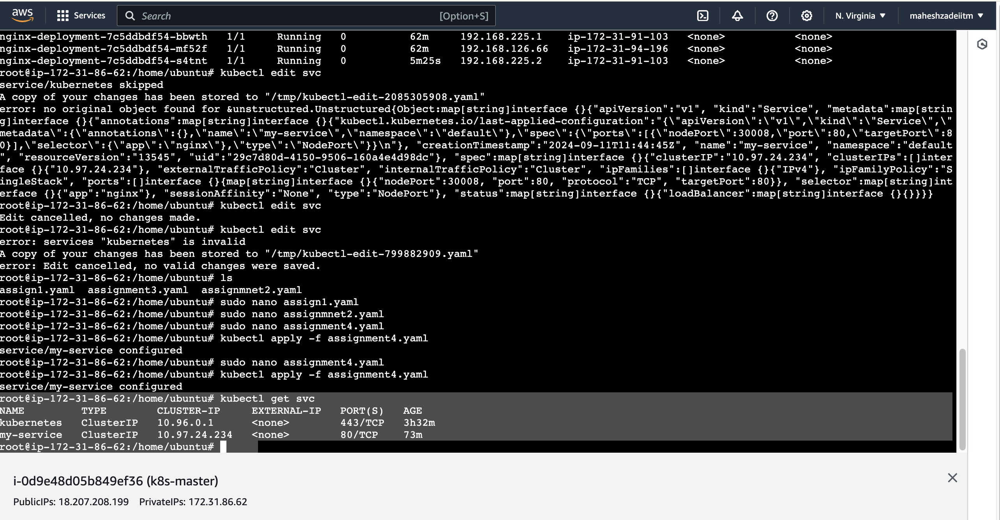 aws Services Search [Option+S] N. Virginia ▼ maheshzadeiitm ▼
nginx-deployment-7c5ddbdf54-bbwth 1/1 Running 0 62m 192.168.225.1 ip-172-31-91-103 <none> <none>
nginx-deployment-7c5ddbdf54-mf52f 1/1 Running 0 62m 192.168.126.66 ip-172-31-94-196 <none> <none>
nginx-deployment-7c5ddbdf54-s4tnt 1/1 Running 0 5m25s 192.168.225.2 ip-172-31-91-103 <none> <none>
root@ip-172-31-86-62:/home/ubuntu# kubectl edit svc
service/kubernetes skipped
A copy of your changes has been stored to "/tmp/kubectl-edit-2085305908.yaml"
error: no original object found for &unstructured.Unstructured{Object:map[string]interface {}{"apiVersion":"v1", "kind":"Service", "metadata":map[strin
g]interface {}{"annotations":map[string]interface {}{"kubectl.kubernetes.io/last-applied-configuration":"{\"apiVersion\":\"v1\",\"kind\":\"Service\",\"
metadata\":{\"annotations\":{},\"name\":\"my-service\",\"namespace\":\"default\"},\"spec\":{\"ports\":[{\"nodePort\":30008,\"port\":80,\"targetPort\":8
0}],\"selector\":{\"app\":\"nginx\"},\"type\":\"NodePort\"}}\n"}, "creationTimestamp":"2024-09-11T11:44:45Z", "name":"my-service", "namespace":"default
", "resourceVersion":"13545", "uid":"29c7d80d-4150-9506-160a4e4d98dc"}, "spec":map[string]interface {}{"clusterIP":"10.97.24.234", "clusterIPs":[]inter
face {}{"10.97.24.234"}, "externalTrafficPolicy":"Cluster", "internalTrafficPolicy":"Cluster", "ipFamilies":[]interface {}{"IPv4"}, "ipFamilyPolicy":"S
ingleStack", "ports":[]interface {}{map[string]interface {}{"nodePort":30008, "port":80, "protocol":"TCP", "targetPort":80}}, "selector":map[string]int
erface {}{"app":"nginx"}, "sessionAffinity":"None", "type":"NodePort"}, "status":map[string]interface {}{"loadBalancer":map[string]interface {}{}}}}
root@ip-172-31-86-62:/home/ubuntu# kubectl edit svc
Edit cancelled, no changes made.
root@ip-172-31-86-62:/home/ubuntu# kubectl edit svc
error: services "kubernetes" is invalid
A copy of your changes has been stored to "/tmp/kubectl-edit-799882909.yaml"
error: Edit cancelled, no valid changes were saved.
root@ip-172-31-86-62:/home/ubuntu# ls
assign1.yaml assignment3.yaml assignmnet2.yaml
root@ip-172-31-86-62:/home/ubuntu# sudo nano assign1.yaml
root@ip-172-31-86-62:/home/ubuntu# sudo nano assignmnet2.yaml
root@ip-172-31-86-62:/home/ubuntu# sudo nano assignment4.yaml
root@ip-172-31-86-62:/home/ubuntu# kubectl apply -f assignment4.yaml
service/my-service configured
root@ip-172-31-86-62:/home/ubuntu# sudo nano assignment4.yaml
root@ip-172-31-86-62:/home/ubuntu# kubectl apply -f assignment4.yaml
service/my-service configured
root@ip-172-31-86-62:/home/ubuntu# kubectl get svc
NAME TYPE CLUSTER-IP EXTERNAL-IP PORT(S) AGE
kubernetes ClusterIP 10.96.0.1 <none> 443/TCP 3h32m
my-service ClusterIP 10.97.24.234 <none> 80/TCP 73m
root@ip-172-31-86-62:/home/ubuntu#
i-0d9e48d05b849ef36 (k8s-master)
PublicIPs: 18.207.208.199 PrivateIPs: 172.31.86.62